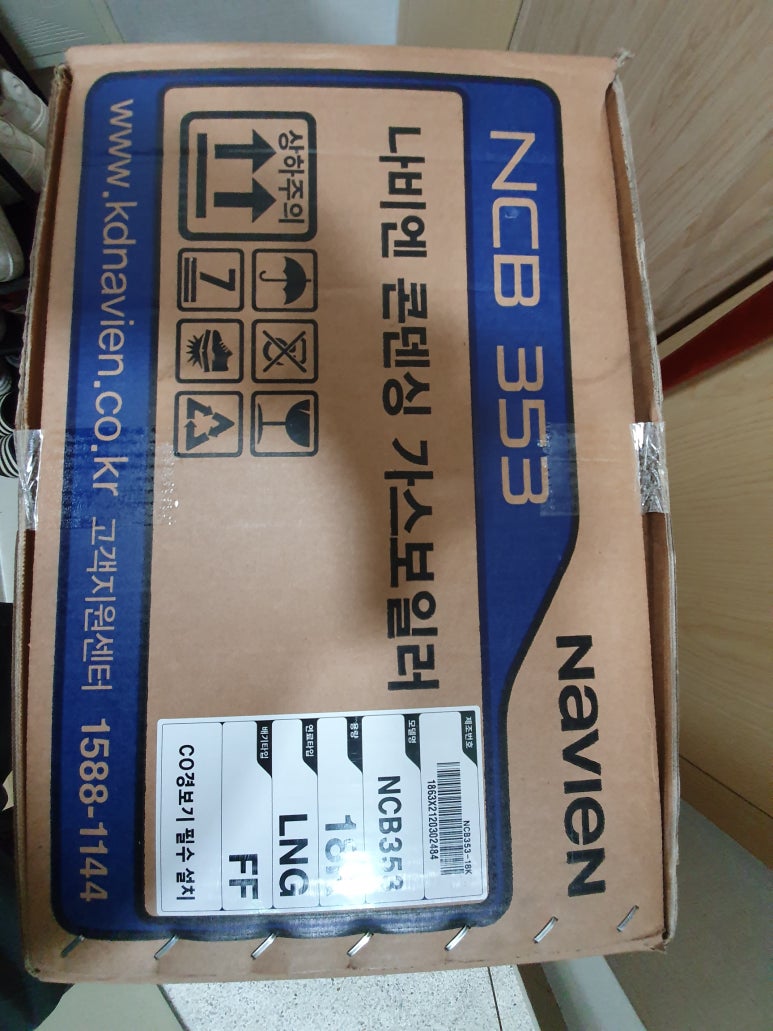 NAVIEN
NCB 353
나비엔 콘덴싱 가스보일러
상하주의
7
www.kdnavien.co.kr 고객지원센터 1588-1144
제조번호
NCB353-18K
1863X2120302484
모델명
NCB353
용량
18K
연료타입
LNG
배기타입
FF
CO경보기 필수 설치